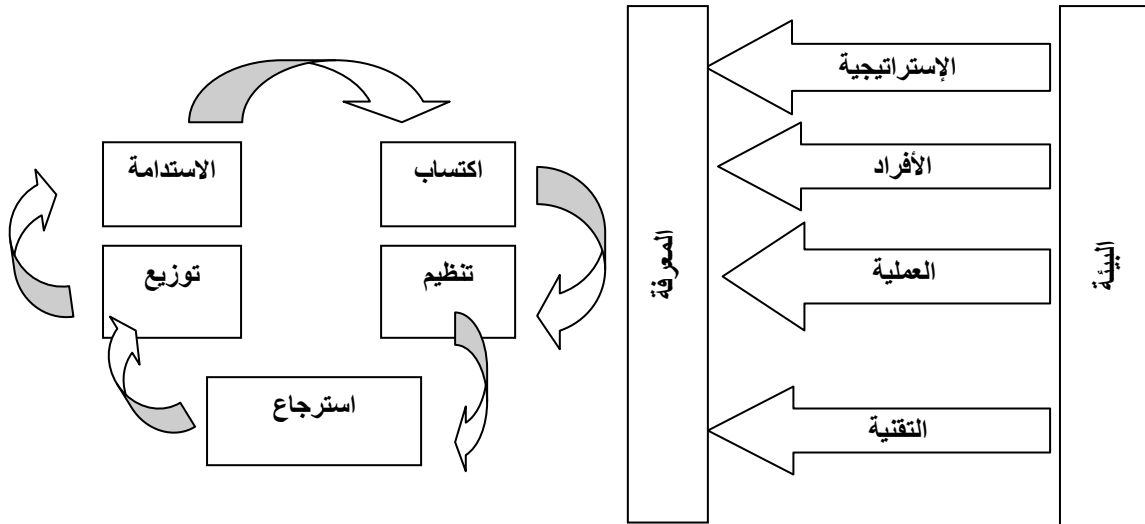 البيئة
الإستراتيجية
الأفراد
العملية
التقنية
المعرفة
اكتساب
تنظيم
استرجاع
توزيع
الاستدامة